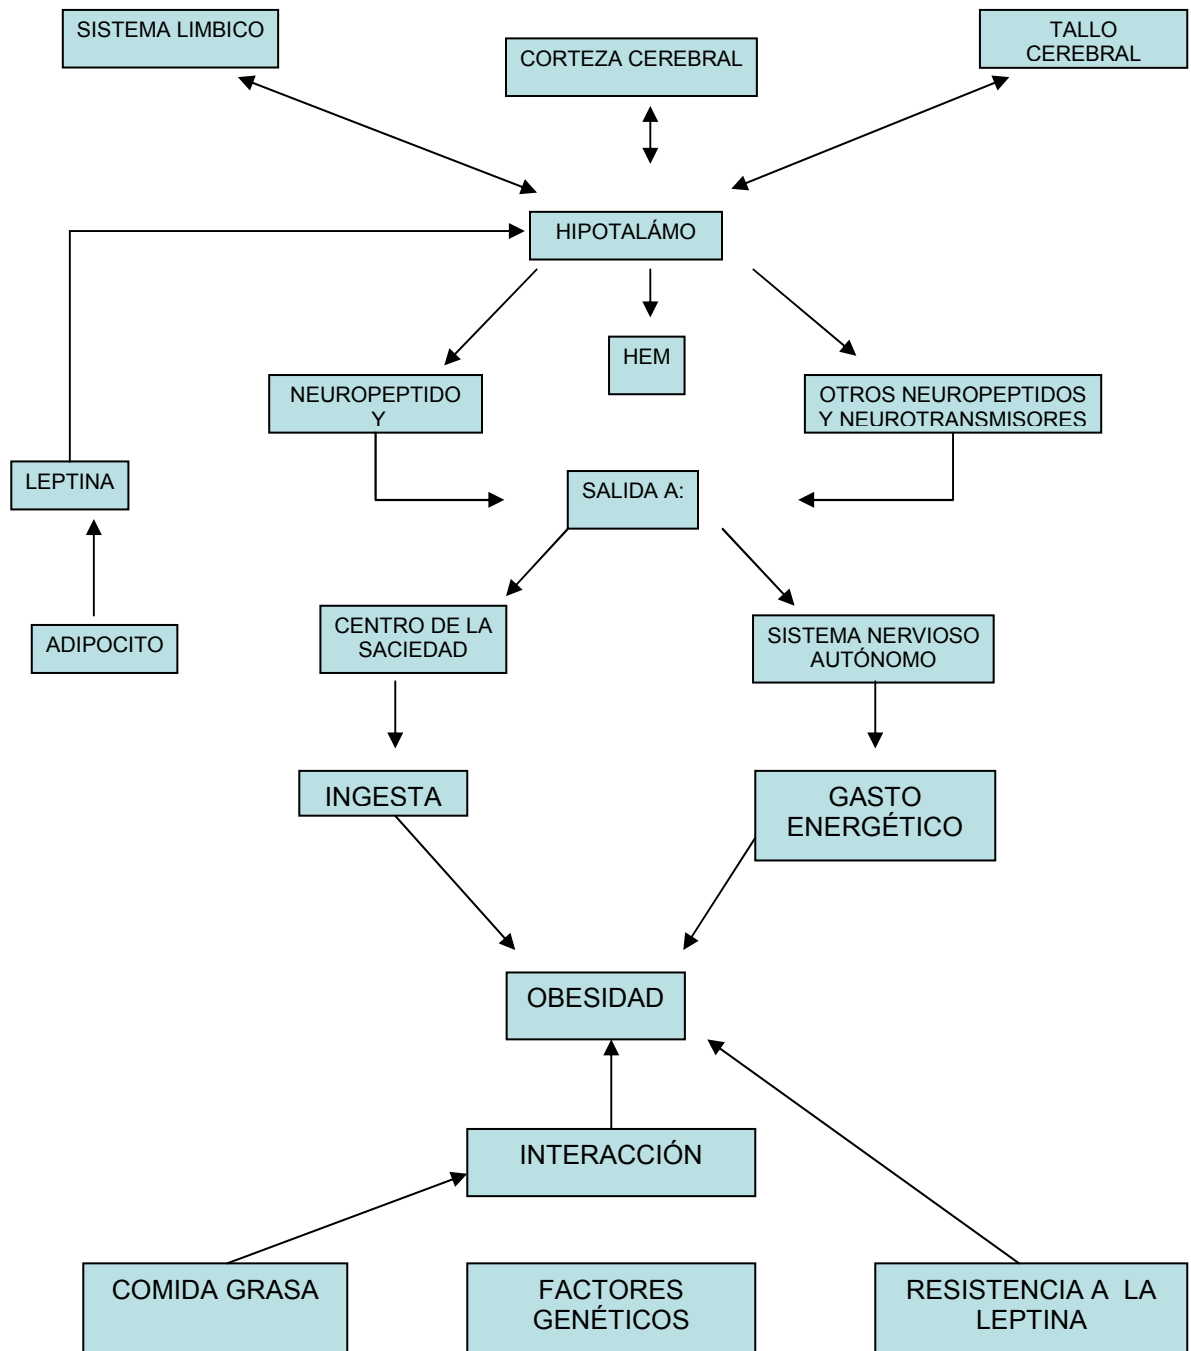 SISTEMA LIMBICO
CORTEZA CEREBRAL
TALLO
CEREBRAL
HIPOTALÁMO
HEM
NEUROPEPTIDO
Y
OTROS NEUROPEPTIDOS
Y NEUROTRANSMISORES
LEPTINA
SALIDA A:
ADIPOCITO
CENTRO DE LA
SACIEDAD
SISTEMA NERVIOSO
AUTÓNOMO
INGESTA
GASTO
ENERGÉTICO
OBESIDAD
INTERACCIÓN
COMIDA GRASA
FACTORES
GENÉTICOS
RESISTENCIA A LA
LEPTINA